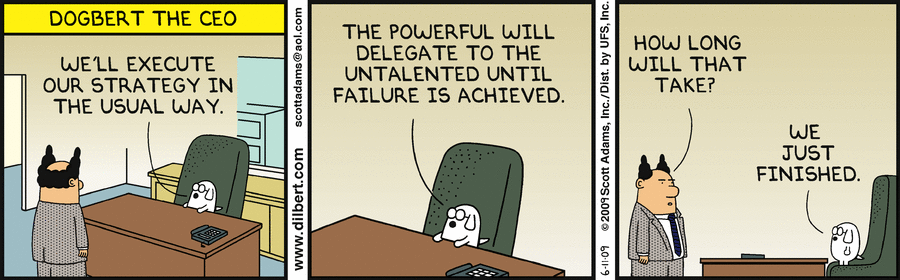 DOGBERT THE CEO
WE'LL EXECUTE
OUR STRATEGY IN
THE USUAL WAY.
www.dilbert.com
scottadams@aol.com
THE POWERFUL WILL
DELEGATE TO THE
UNTALENTED UNTIL
FAILURE IS ACHIEVED.
6-11-09 ©2009 Scott Adams, Inc./Dist. by UFS, Inc.
HOW LONG
WILL THAT
TAKE?
WE
JUST
FINISHED.